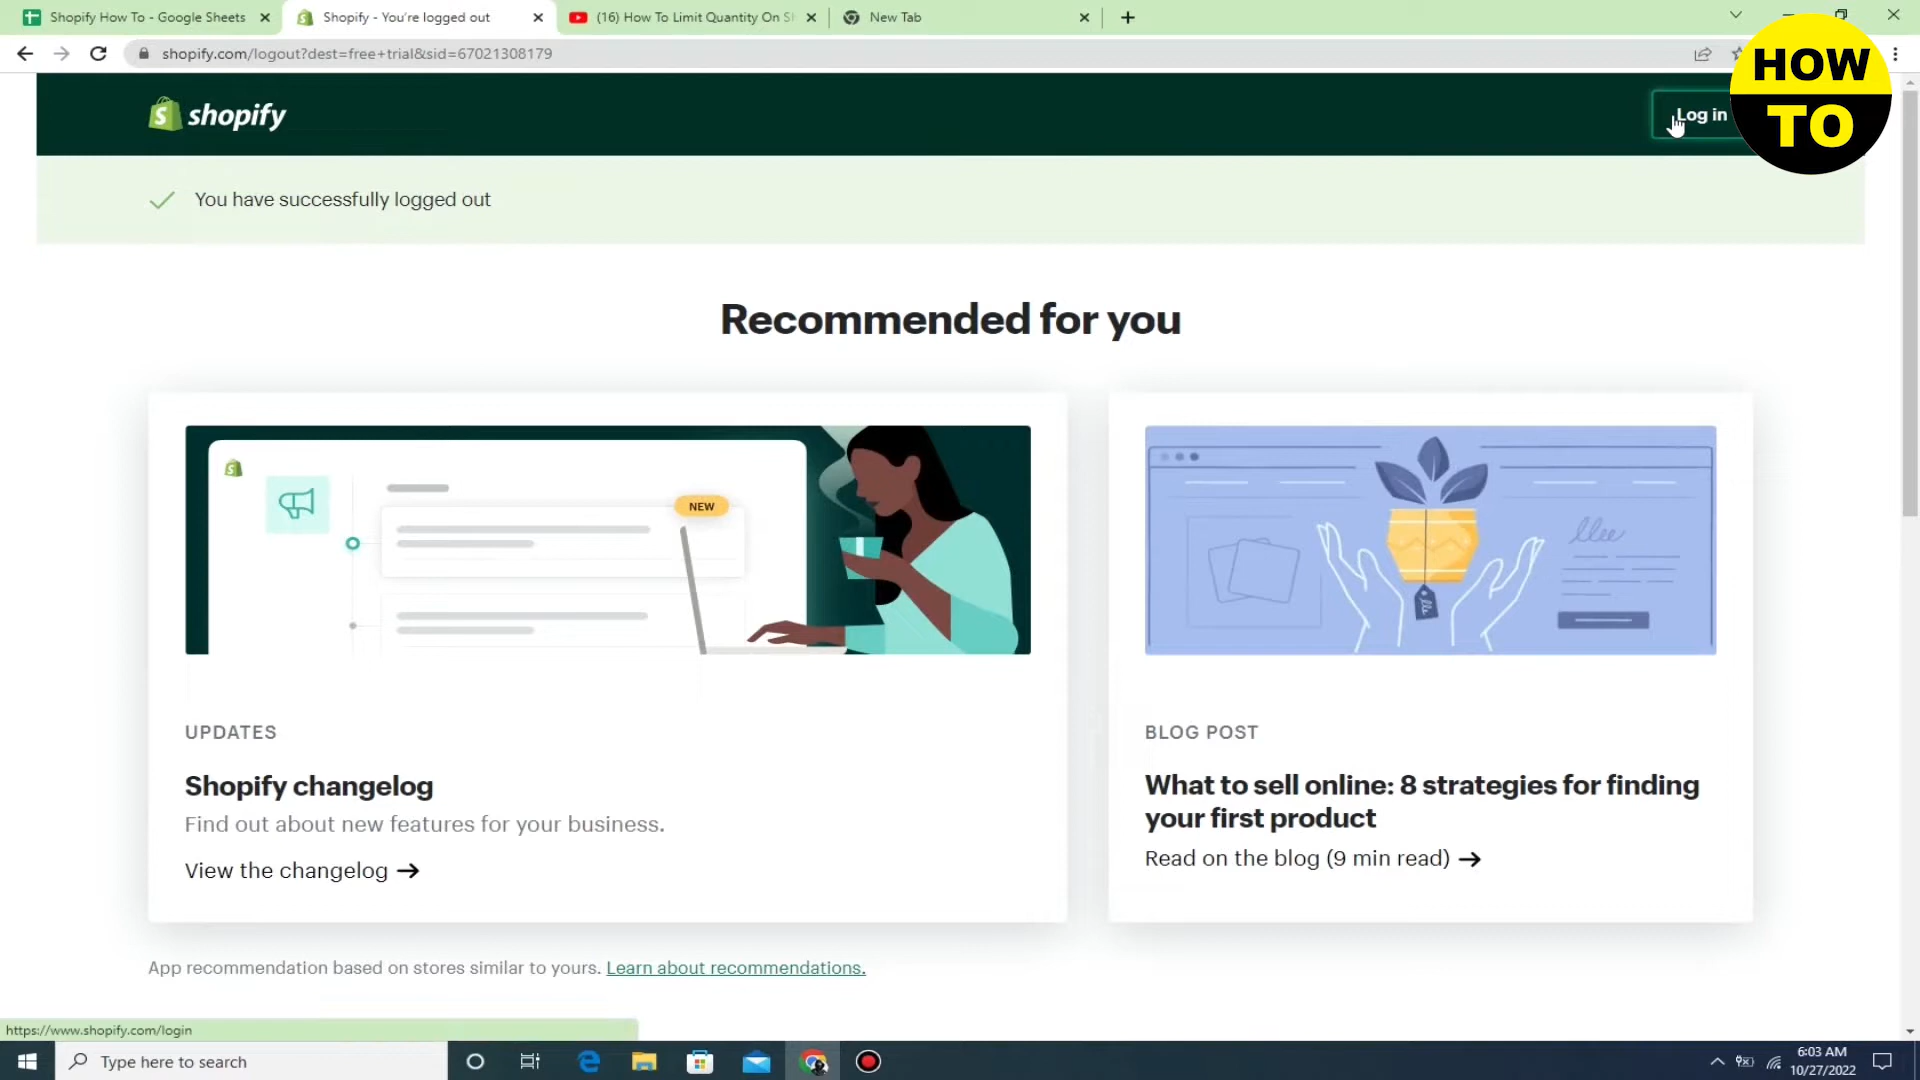 Shopify How To - Google Sheets
Shopify - You're logged out
(16) How To Limit Quantity On S
New Tab
shopify.com/logout?dest=free+trial&sid=67021308179
HOW
TO
shopify
Log in
You have successfully logged out
Recommended for you
NEW
UPDATES
Shopify changelog
Find out about new features for your business.
View the changelog →
BLOG POST
What to sell online: 8 strategies for finding
your first product
Read on the blog (9 min read) →
App recommendation based on stores similar to yours. Learn about recommendations.
https://www.shopify.com/login
Type here to search
6:03 AM
10/27/2022